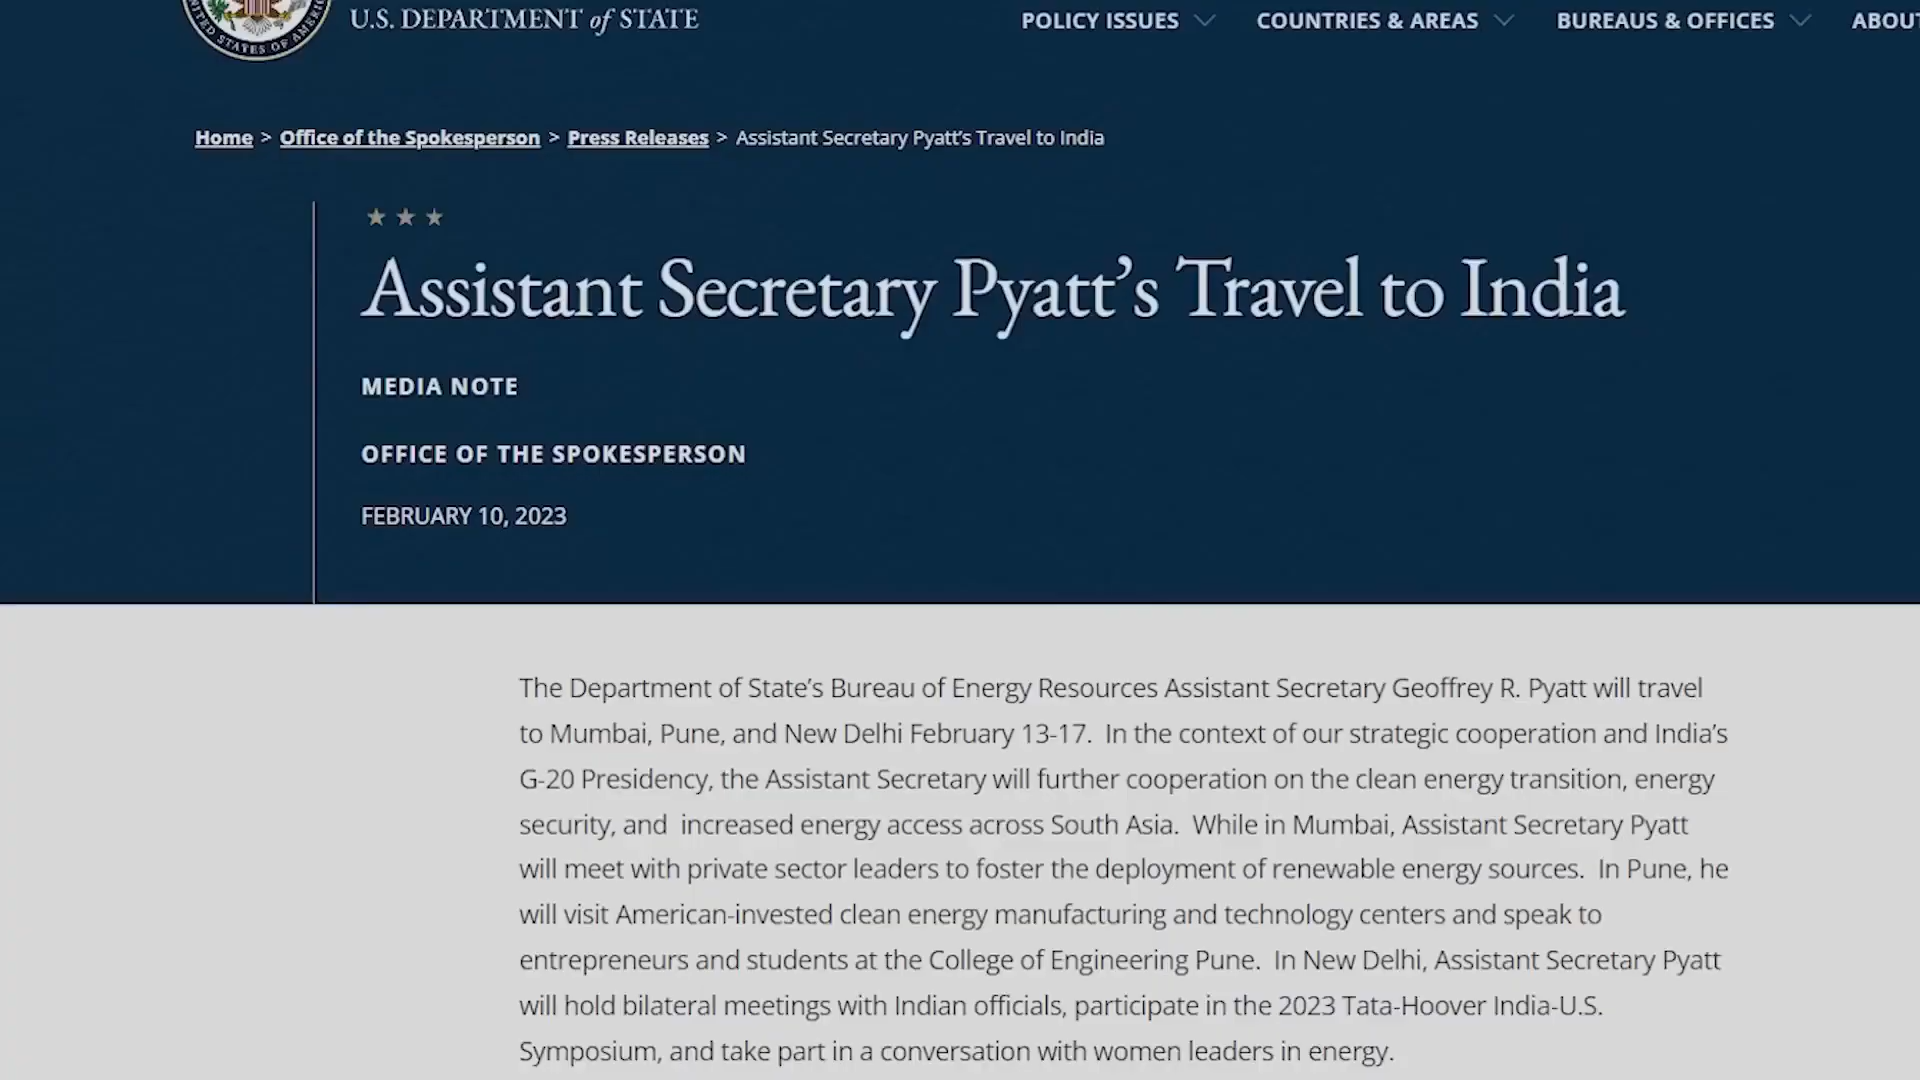 UNITED STATES OF AMERICA
U.S. DEPARTMENT of STATE
POLICY ISSUES
COUNTRIES & AREAS
BUREAUS & OFFICES
ABOUT
Home > Office of the Spokesperson > Press Releases > Assistant Secretary Pyatt’s Travel to India
Assistant Secretary Pyatt’s Travel to India
MEDIA NOTE
OFFICE OF THE SPOKESPERSON
FEBRUARY 10, 2023
The Department of State’s Bureau of Energy Resources Assistant Secretary Geoffrey R. Pyatt will travel
to Mumbai, Pune, and New Delhi February 13-17.  In the context of our strategic cooperation and India’s
G-20 Presidency, the Assistant Secretary will further cooperation on the clean energy transition, energy
security, and  increased energy access across South Asia.  While in Mumbai, Assistant Secretary Pyatt
will meet with private sector leaders to foster the deployment of renewable energy sources.  In Pune, he
will visit American-invested clean energy manufacturing and technology centers and speak to
entrepreneurs and students at the College of Engineering Pune.  In New Delhi, Assistant Secretary Pyatt
will hold bilateral meetings with Indian officials, participate in the 2023 Tata-Hoover India-U.S.
Symposium, and take part in a conversation with women leaders in energy.